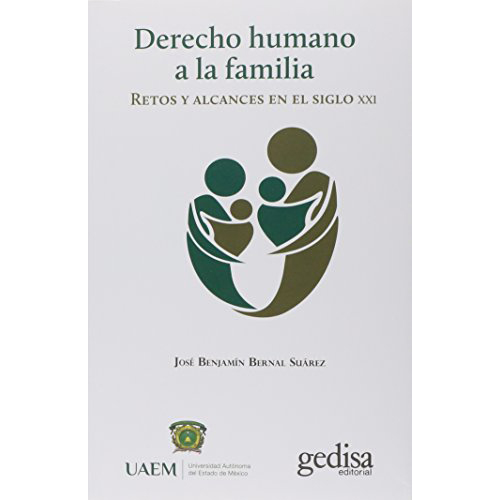 Derecho humano
a la familia
RETOS Y ALCANCES EN EL SIGLO XXI
JOSÉ BENJAMÍN BERNAL SUÁREZ
UAEM
Universidad Autónoma
del Estado de México
gedisa
editorial